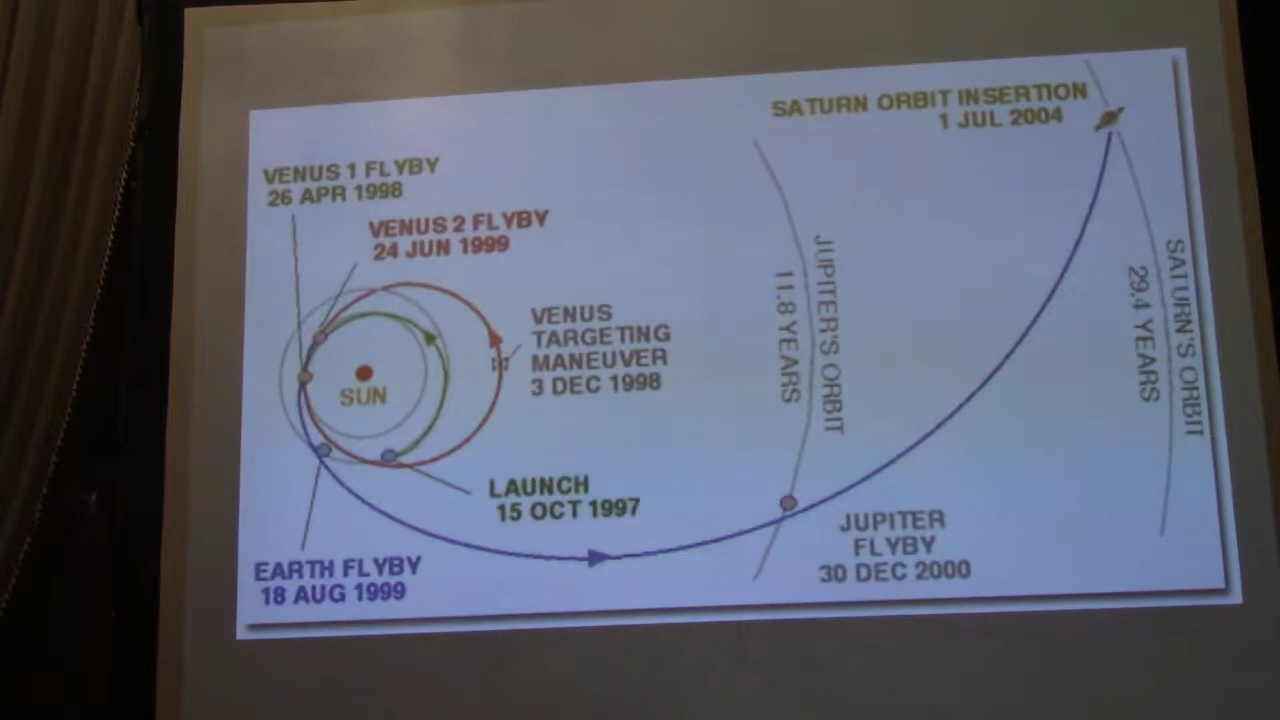 SATURN ORBIT INSERTION
1 JUL 2004
VENUS 1 FLYBY
26 APR 1998
VENUS 2 FLYBY
24 JUN 1999
VENUS
TARGETING
MANEUVER
3 DEC 1998
SUN
JUPITER'S ORBIT
11.8 YEARS
SATURN'S ORBIT
29.4 YEARS
LAUNCH
15 OCT 1997
JUPITER
FLYBY
30 DEC 2000
EARTH FLYBY
18 AUG 1999